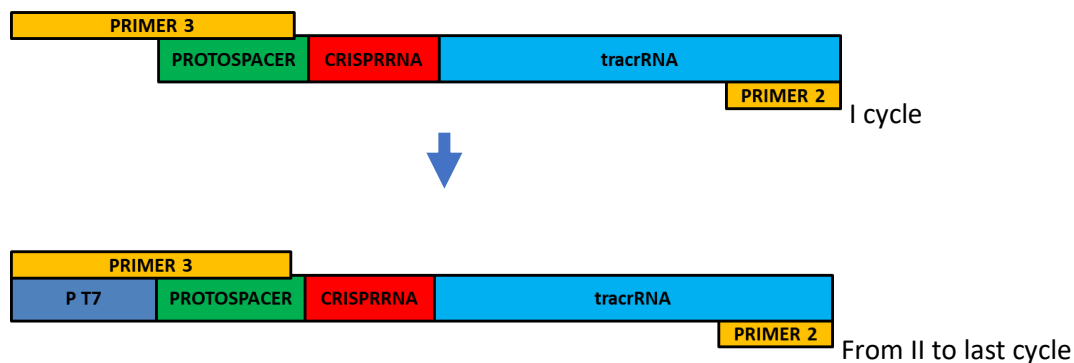 PRIMER 3
PROTOSPACER CRISPRRNA tracrRNA
PRIMER 2
I cycle
PRIMER 3
P T7 PROTOSPACER CRISPRRNA tracrRNA
PRIMER 2
From II to last cycle